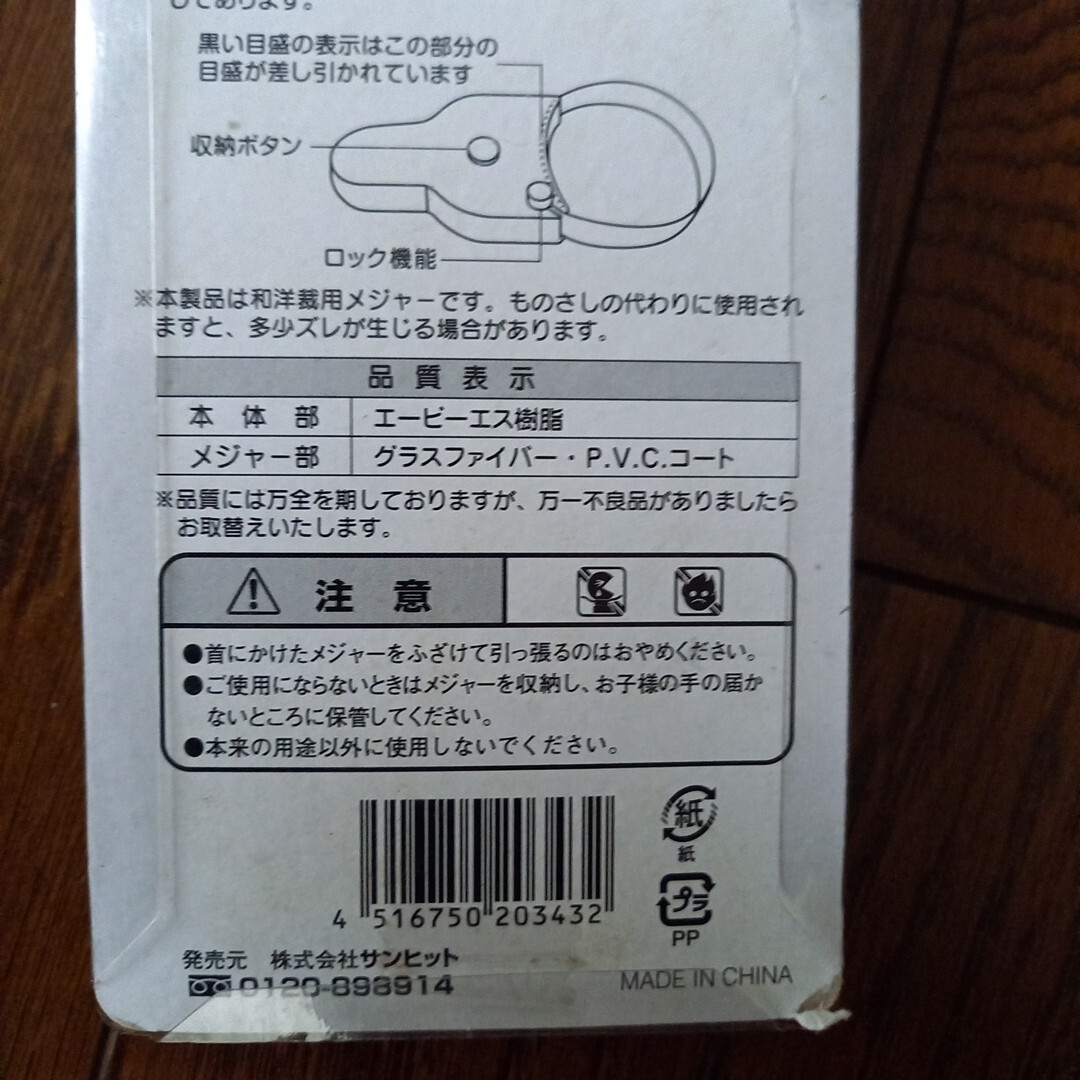 してあります。
黒い目盛の表示はこの部分の
目盛が差し引かれています
収納ボタン
ロック機能
※本製品は和洋裁用メジャーです。ものさしの代わりに使用され
ますと、多少ズレが生じる場合があります。
品質表示
本体部 エービーエス樹脂
メジャー部 グラスファイバー・P.V.C.コート
※品質には万全を期しておりますが、万一不良品がありましたら
お取替えいたします。
注意
●首にかけたメジャーをふざけて引っ張るのはおやめください。
●ご使用にならないときはメジャーを収納し、お子様の手の届か
ないところに保管してください。
●本来の用途以外に使用しないでください。
紙
紙
プラ
PP
4 516750 203432
発売元 株式会社サンヒット
0120-898914
MADE IN CHINA